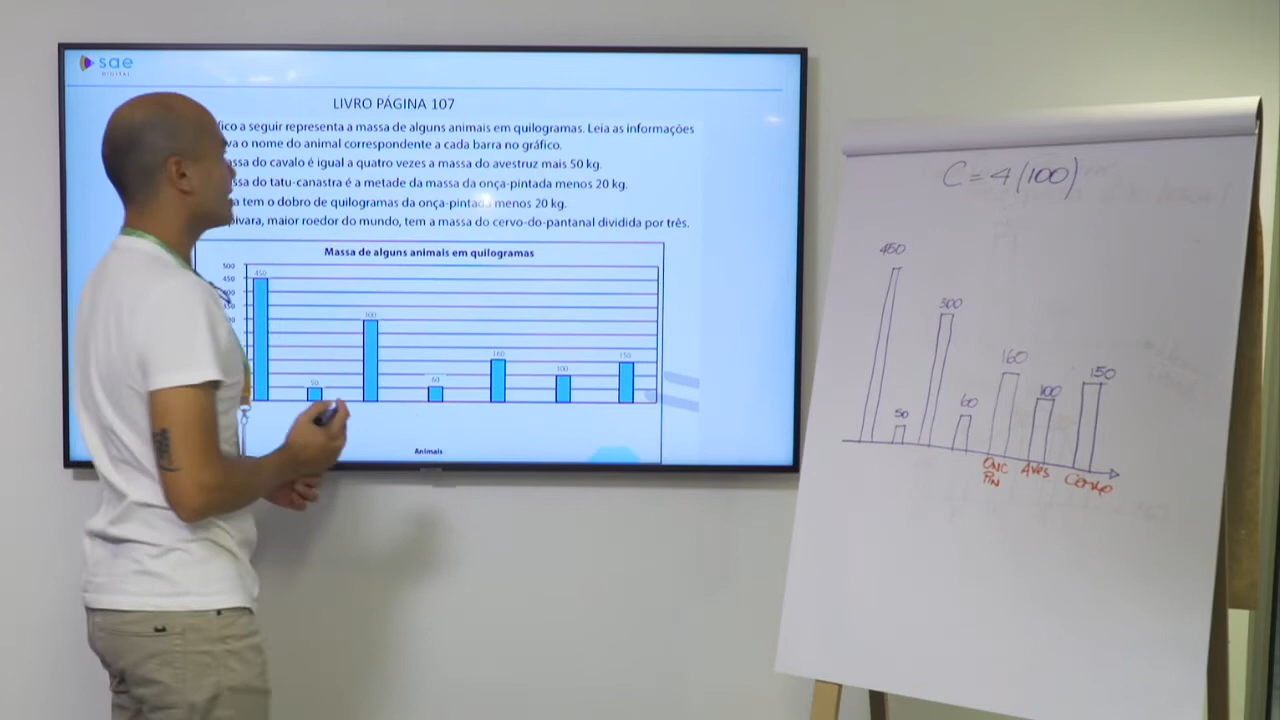 sae
DIGITAL
LIVRO PÁGINA 107
fico a seguir representa a massa de alguns animais em quilogramas. Leia as informações
va o nome do animal correspondente a cada barra no gráfico.
assa do cavalo é igual a quatro vezes a massa do avestruz mais 50 kg.
ssa do tatu-canastra é a metade da massa da onça-pintada menos 20 kg.
a tem o dobro de quilogramas da onça-pintada menos 20 kg.
pivara, maior roedor do mundo, tem a massa do cervo-do-pantanal dividida por três.
Massa de alguns animais em quilogramas
500
450
450
300
50
60
160
100
150
Animais
C = 4 (100)
450
300
160
150
100
60
50
ONC AVES CERVO
PIN